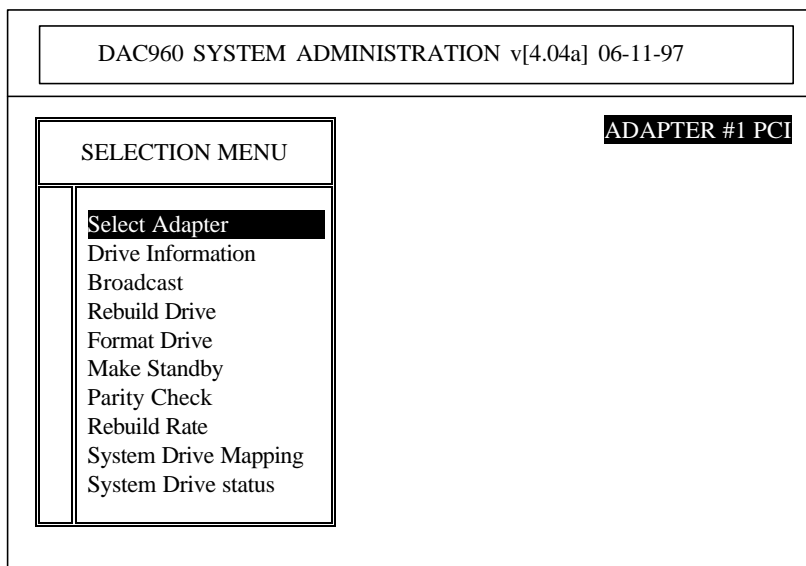 DAC960 SYSTEM ADMINISTRATION v[4.04a] 06-11-97
ADAPTER #1 PCI
SELECTION MENU
Select Adapter
Drive Information
Broadcast
Rebuild Drive
Format Drive
Make Standby
Parity Check
Rebuild Rate
System Drive Mapping
System Drive status